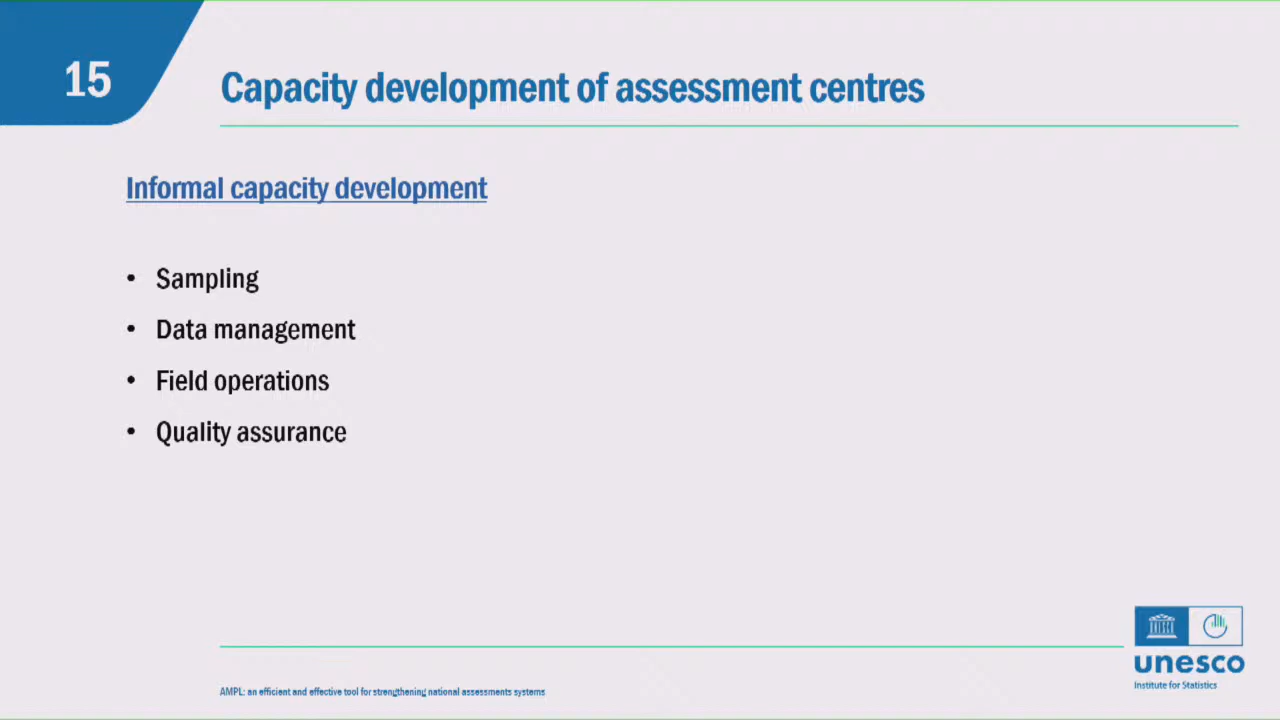 15
Capacity development of assessment centres
Informal capacity development
• Sampling
• Data management
• Field operations
• Quality assurance
unesco
Institute for Statistics
AMPL: an efficient and effective tool for strengthening national assessments systems